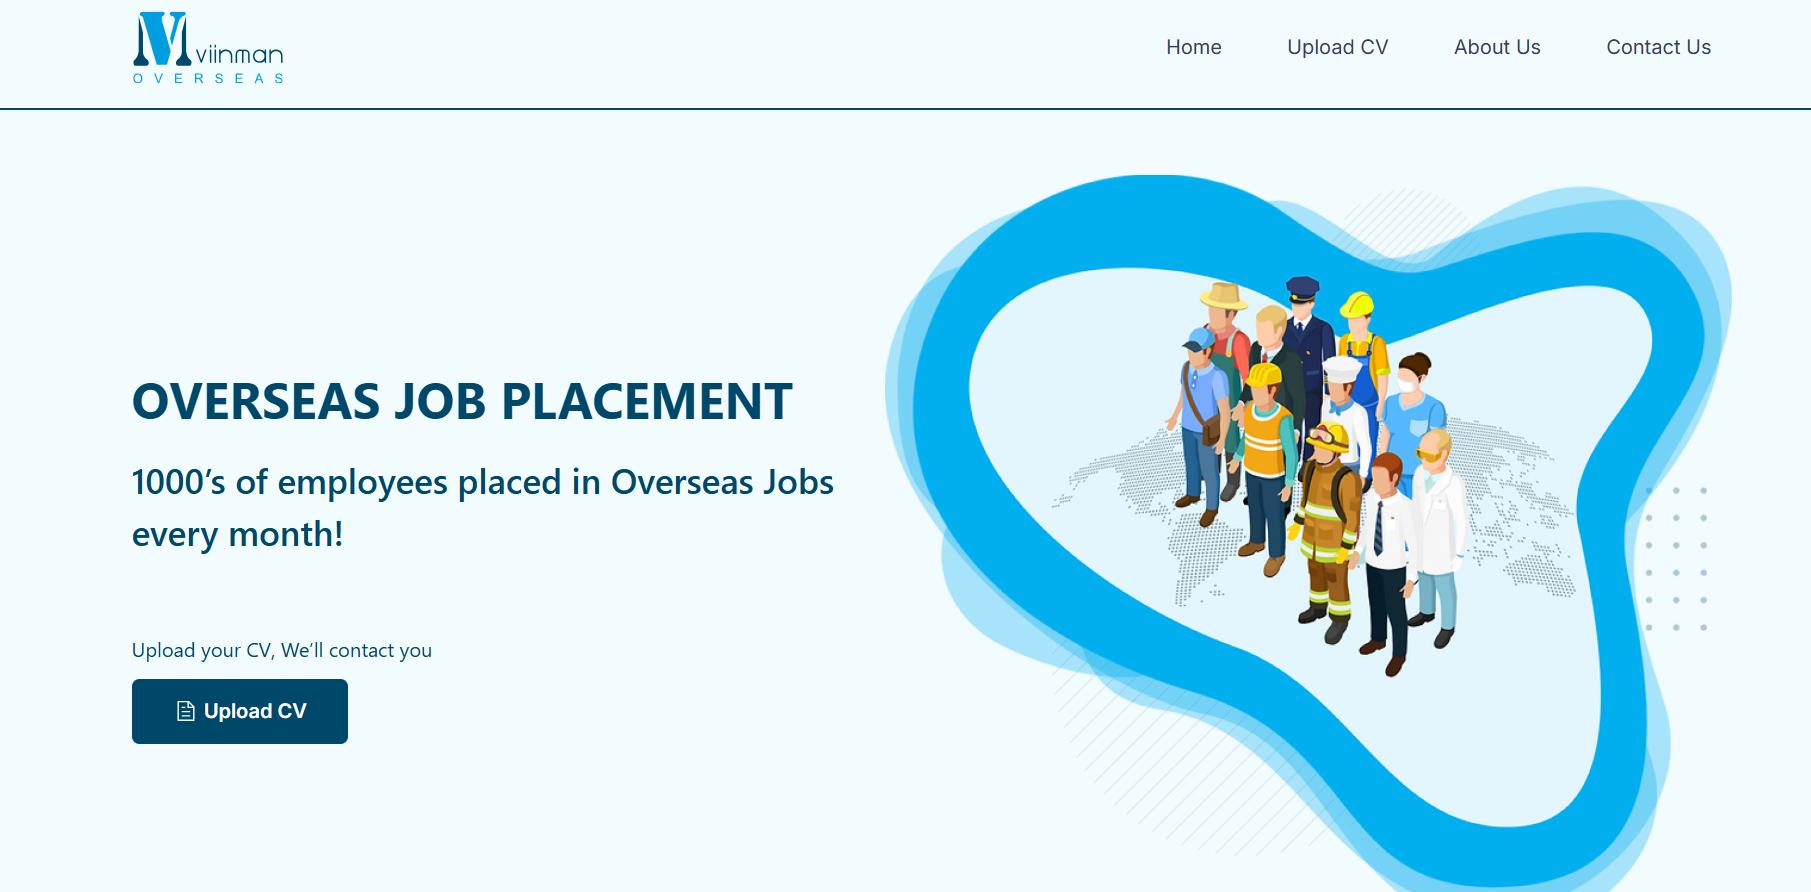 Mviinman
OVERSEAS
Home
Upload CV
About Us
Contact Us
OVERSEAS JOB PLACEMENT
1000’s of employees placed in Overseas Jobs
every month!
Upload your CV, We’ll contact you
Upload CV